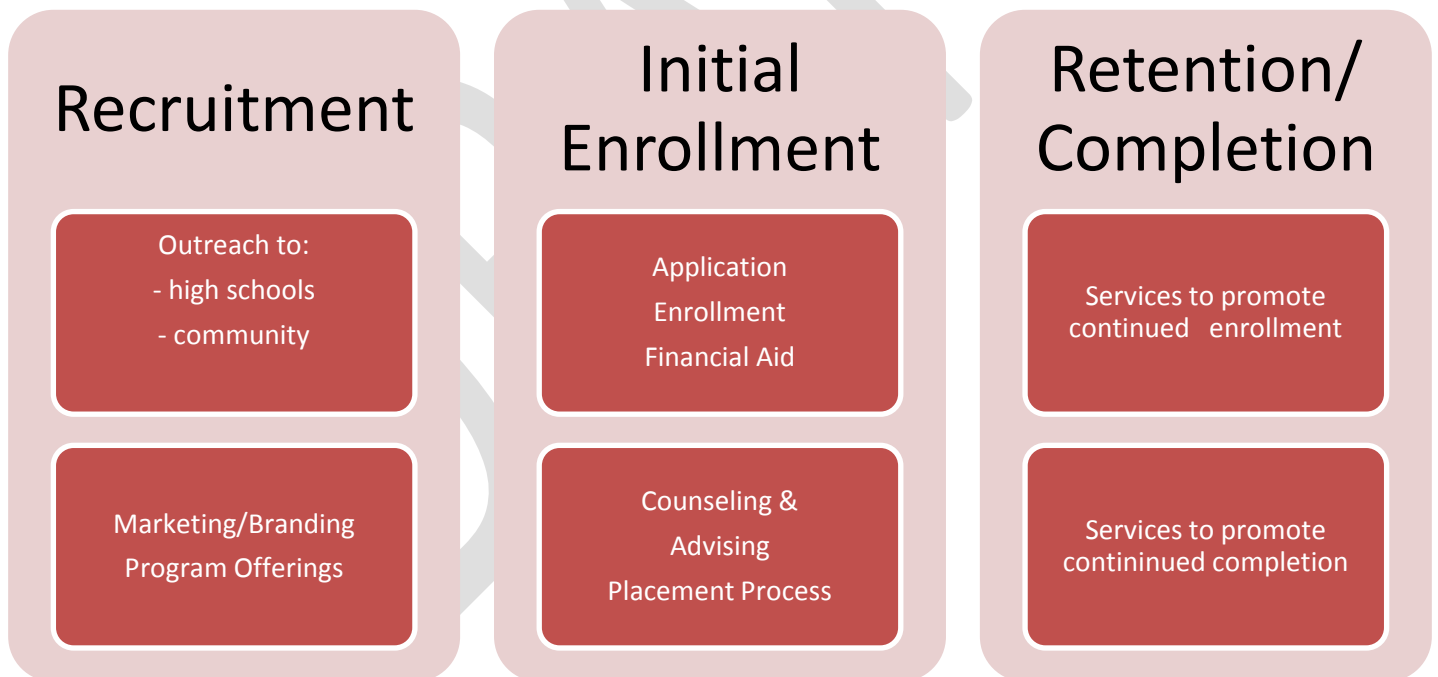 Recruitment
Outreach to:
- high schools
- community
Marketing/Branding
Program Offerings
Initial
Enrollment
Application
Enrollment
Financial Aid
Counseling &
Advising
Placement Process
Retention/
Completion
Services to promote
continued   enrollment
Services to promote
contininued completion